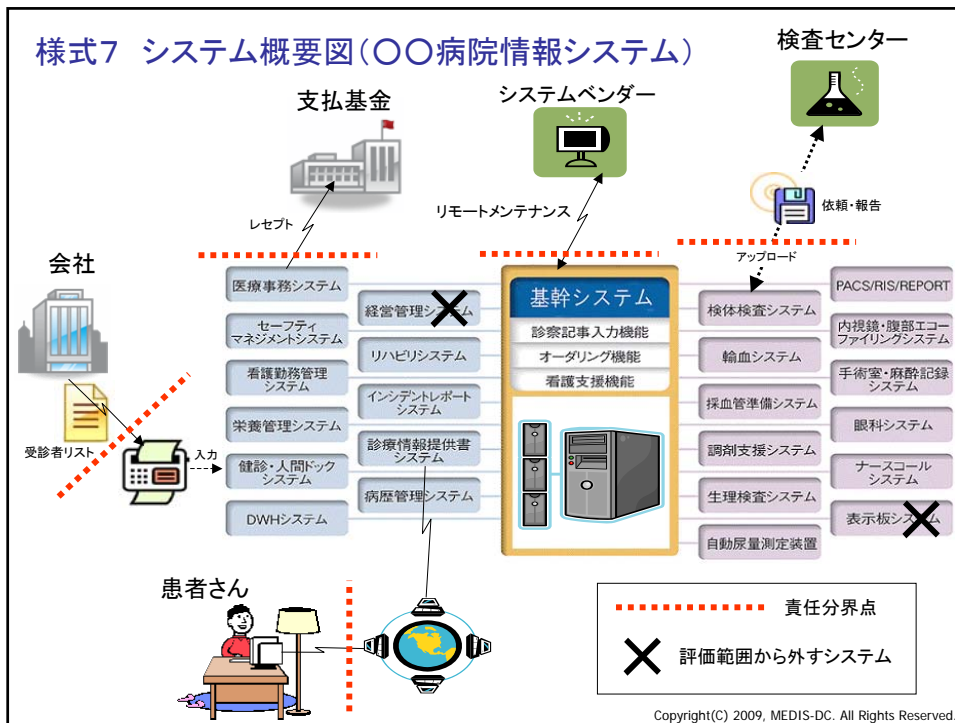 様式7 システム概要図(〇〇病院情報システム)
検査センター
支払基金
システムベンダー
依頼・報告
リモートメンテナンス
レセプト
アップロード
会社
医療事務システム
経営管理システム
セーフティ
マネジメントシステム
リハビリシステム
看護勤務管理
システム
インシデントレポート
システム
栄養管理システム
診療情報提供書
システム
健診・人間ドック
システム
病歴管理システム
DWHシステム
受診者リスト
入力
基幹システム
診察記事入力機能
オーダリング機能
看護支援機能
検体検査システム
輸血システム
採血管準備システム
調剤支援システム
生理検査システム
自動尿量測定装置
PACS/RIS/REPORT
内視鏡・腹部エコー
ファイリングシステム
手術室・麻酔記録
システム
眼科システム
ナースコール
システム
表示板システム
患者さん
責任分界点
評価範囲から外すシステム
Copyright(C) 2009, MEDIS-DC. All Rights Reserved.